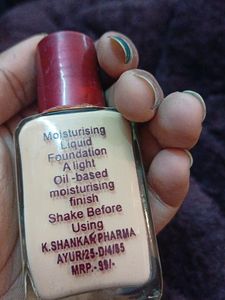 Moisturising
Liquid
Foundation
A light
Oil-based
moisturising
finish
Shake Before
Using
K.SHANKAR PHARMA
AYUR/25-D/4/85
MRP.-99/-